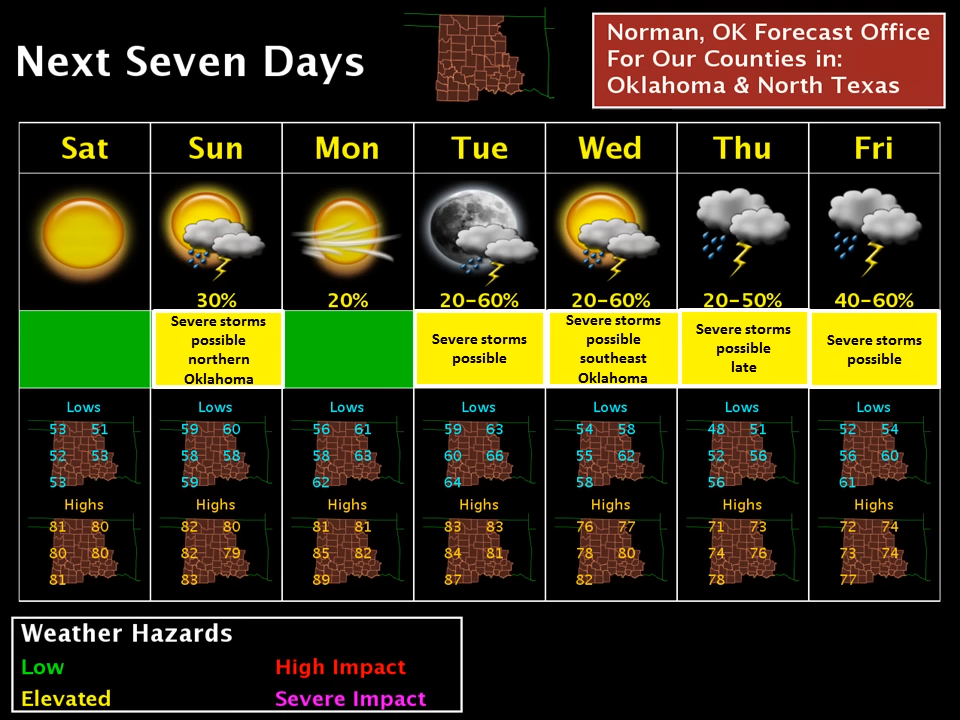 Next Seven Days
Norman, OK Forecast Office
For Our Counties in:
Oklahoma & North Texas
Sat Sun Mon Tue Wed Thu Fri
30% 20% 20-60% 20-60% 20-50% 40-60%
Severe storms
possible
northern
Oklahoma
Severe storms
possible
Severe storms
possible
southeast
Oklahoma
Severe storms
possible
late
Severe storms
possible
Lows Lows Lows Lows Lows Lows Lows
53 51 59 60 56 61 59 63 54 58 48 51 52 54
52 53 58 58 58 63 60 66 55 62 52 56 56 60
53 59 62 64 58 56 61
Highs Highs Highs Highs Highs Highs Highs
81 80 82 80 81 81 83 83 76 77 71 73 72 74
80 80 82 79 85 82 84 81 78 80 74 76 73 74
81 83 89 87 82 78 77
Weather Hazards
Low High Impact
Elevated Severe Impact